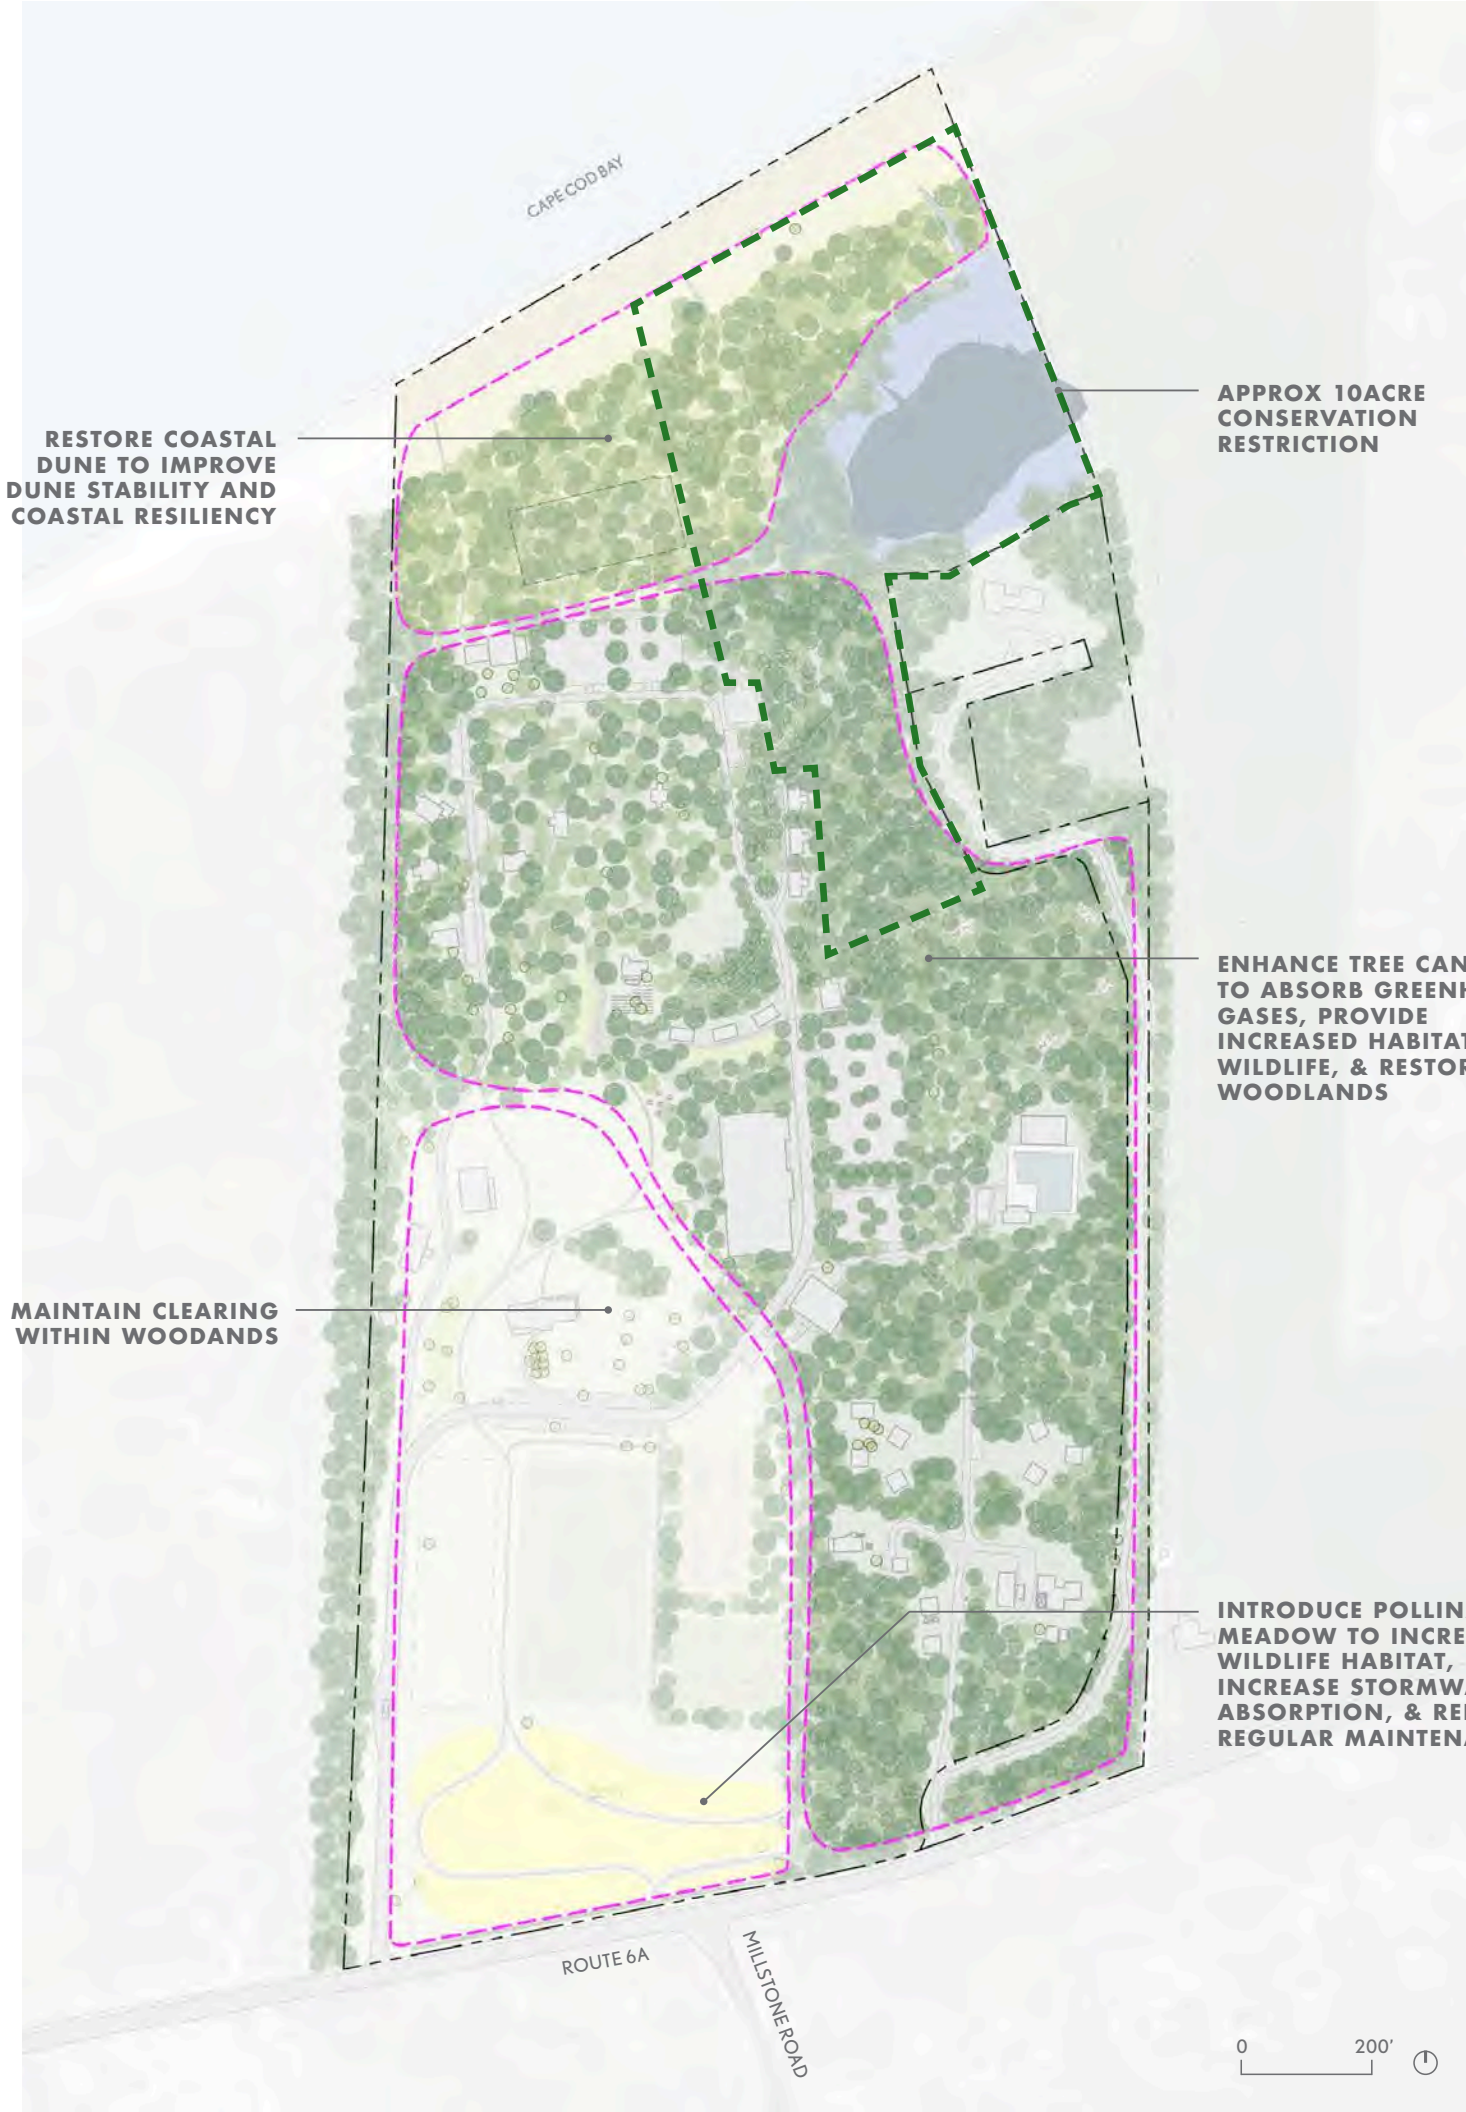 CAPE COD BAY
RESTORE COASTAL
DUNE TO IMPROVE
DUNE STABILITY AND
COASTAL RESILIENCY
APPROX 10ACRE
CONSERVATION
RESTRICTION
ENHANCE TREE CAN
TO ABSORB GREENH
GASES, PROVIDE
INCREASED HABITAT
WILDLIFE, & RESTOR
WOODLANDS
MAINTAIN CLEARING
WITHIN WOODANDS
INTRODUCE POLLIN
MEADOW TO INCRE
WILDLIFE HABITAT,
INCREASE STORMWA
ABSORPTION, & RE
REGULAR MAINTENA
ROUTE 6A
MILLSTONE ROAD
0 200'